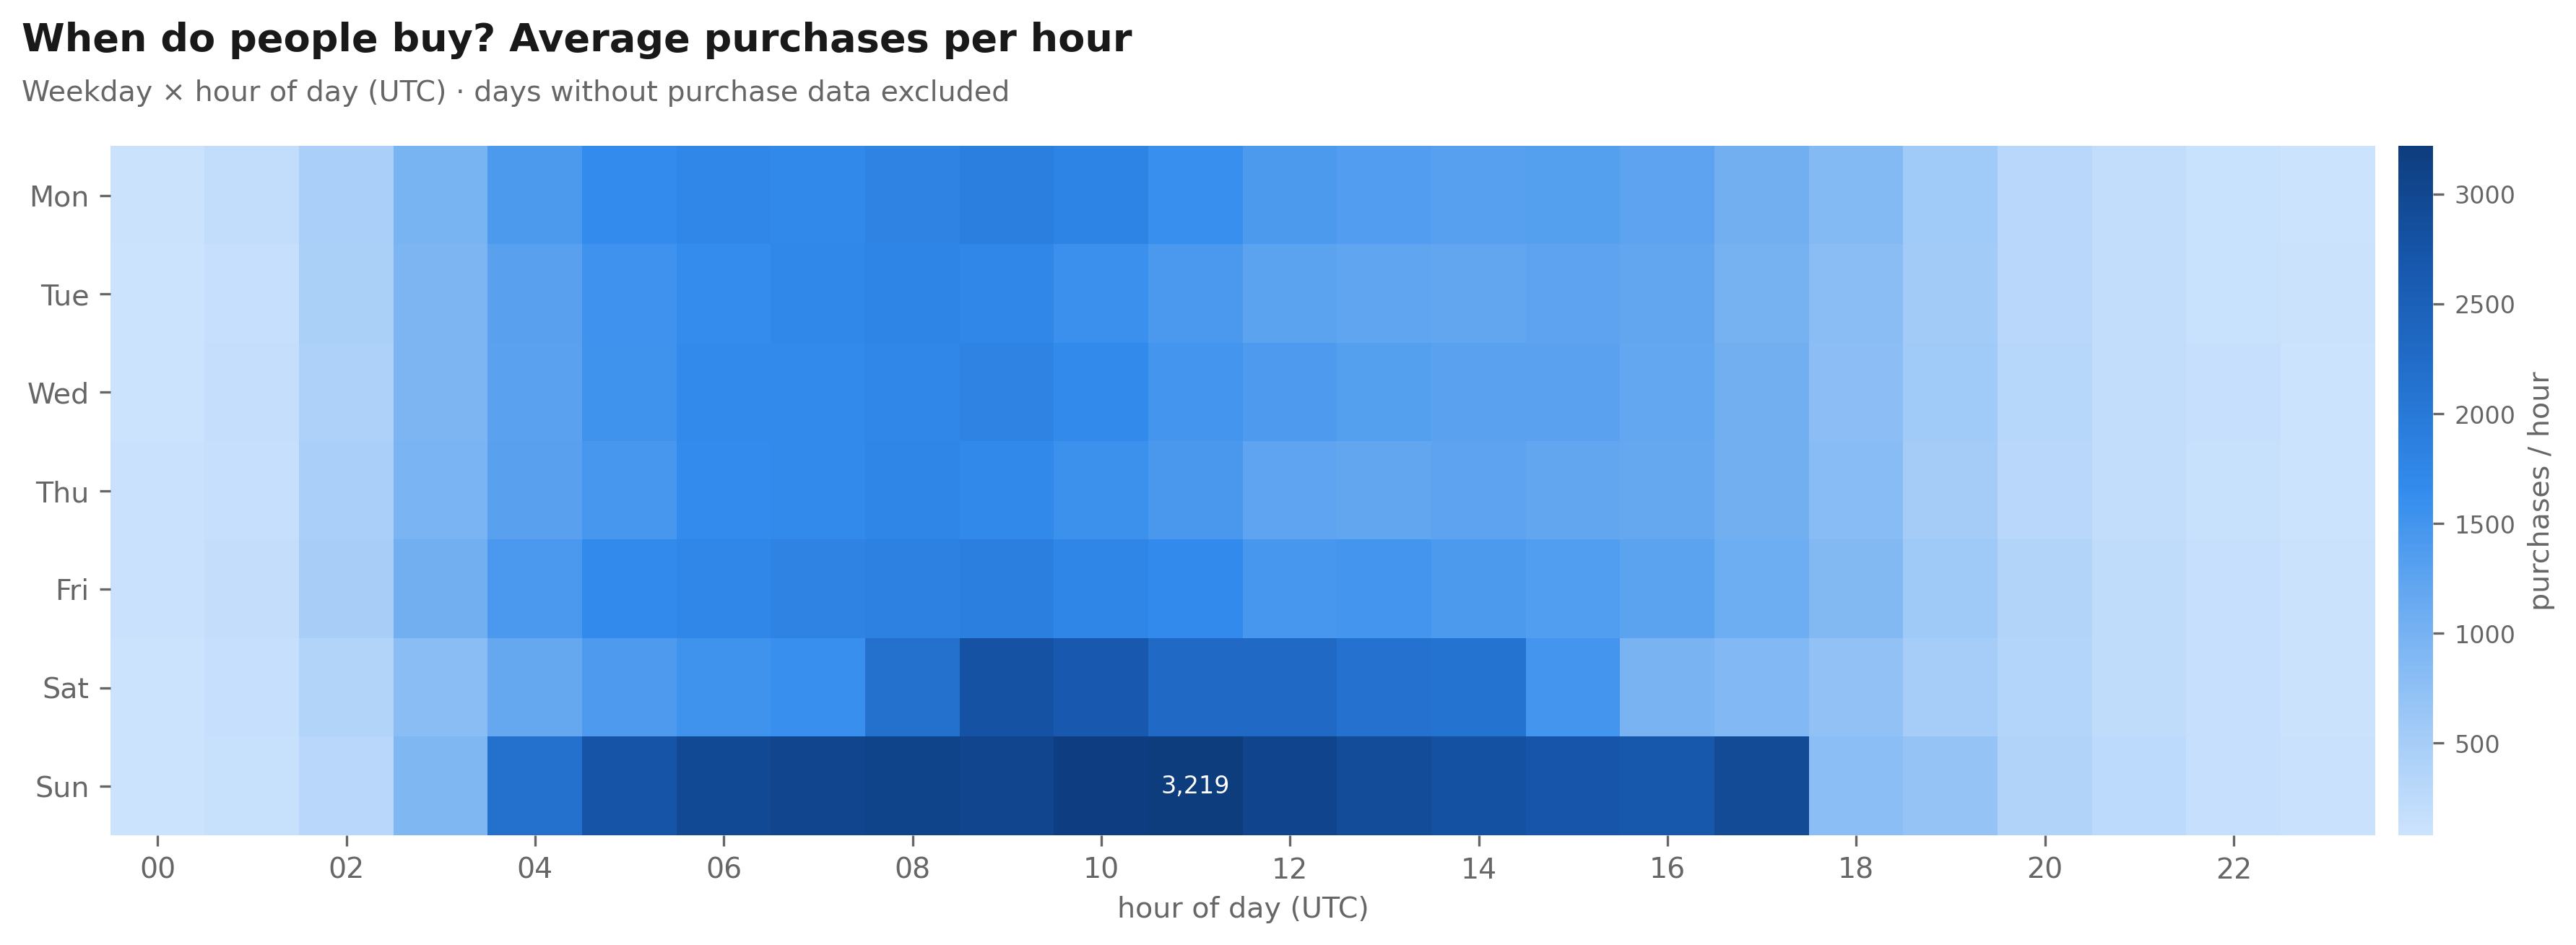 When do people buy? Average purchases per hour
Weekday × hour of day (UTC) · days without purchase data excluded
Mon
Tue
Wed
Thu
Fri
Sat
Sun
3,219
00 02 04 06 08 10 12 14 16 18 20 22
hour of day (UTC)
3000
2500
2000
1500
1000
500
purchases / hour